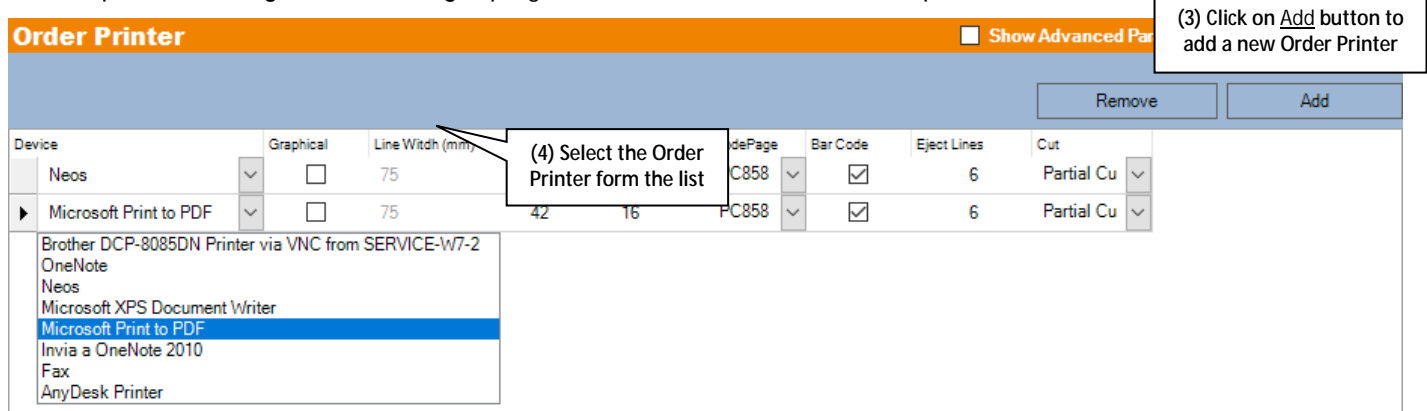 (3) Click on Add button to
add a new Order Printer
Order Printer
Show Advanced Par
Remove
Add
Device Graphical Line Witdh (mm) dePage Bar Code Eject Lines Cut
(4) Select the Order
Printer form the list
Neos 75 PC858 6 Partial Cu
Microsoft Print to PDF 75 42 16 PC858 6 Partial Cu
Brother DCP-8085DN Printer via VNC from SERVICE-W7-2
OneNote
Neos
Microsoft XPS Document Writer
Microsoft Print to PDF
Invia a OneNote 2010
Fax
AnyDesk Printer